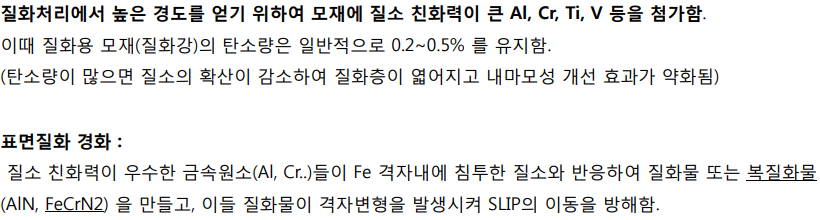 질화처리에서 높은 경도를 얻기 위하여 모재에 질소 친화력이 큰 Al, Cr, Ti, V 등을 첨가함.
이때 질화용 모재(질화강)의 탄소량은 일반적으로 0.2~0.5% 를 유지함.
(탄소량이 많으면 질소의 확산이 감소하여 질화층이 엷어지고 내마모성 개선 효과가 약화됨)
표면질화 경화 :
질소 친화력이 우수한 금속원소(Al, Cr..)들이 Fe 격자내에 침투한 질소와 반응하여 질화물 또는 복질화물
(AlN, FeCrN2) 을 만들고, 이들 질화물이 격자변형을 발생시켜 SLIP의 이동을 방해함.